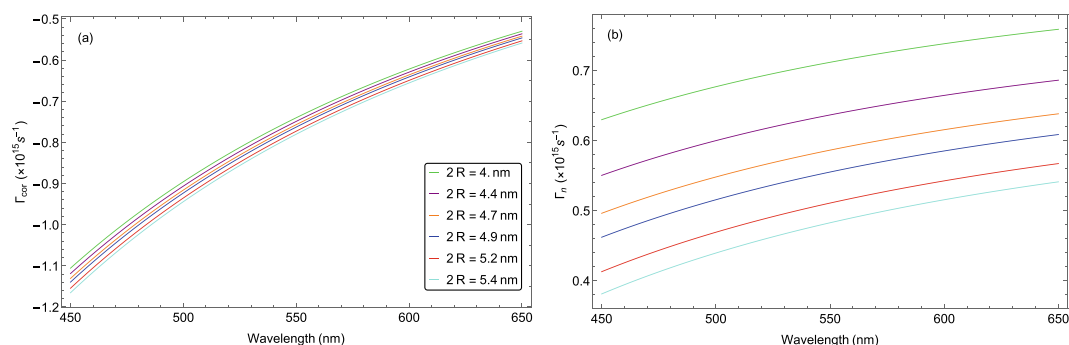 (a)
Γcor (×10¹⁵s⁻¹)
−0.5
−0.6
−0.7
−0.8
−0.9
−1.0
−1.1
−1.2
450 500 550 600 650
Wavelength (nm)
2 R = 4. nm
2 R = 4.4 nm
2 R = 4.7 nm
2 R = 4.9 nm
2 R = 5.2 nm
2 R = 5.4 nm
(b)
Γn (×10¹⁵s⁻¹)
0.7
0.6
0.5
0.4
450 500 550 600 650
Wavelength (nm)